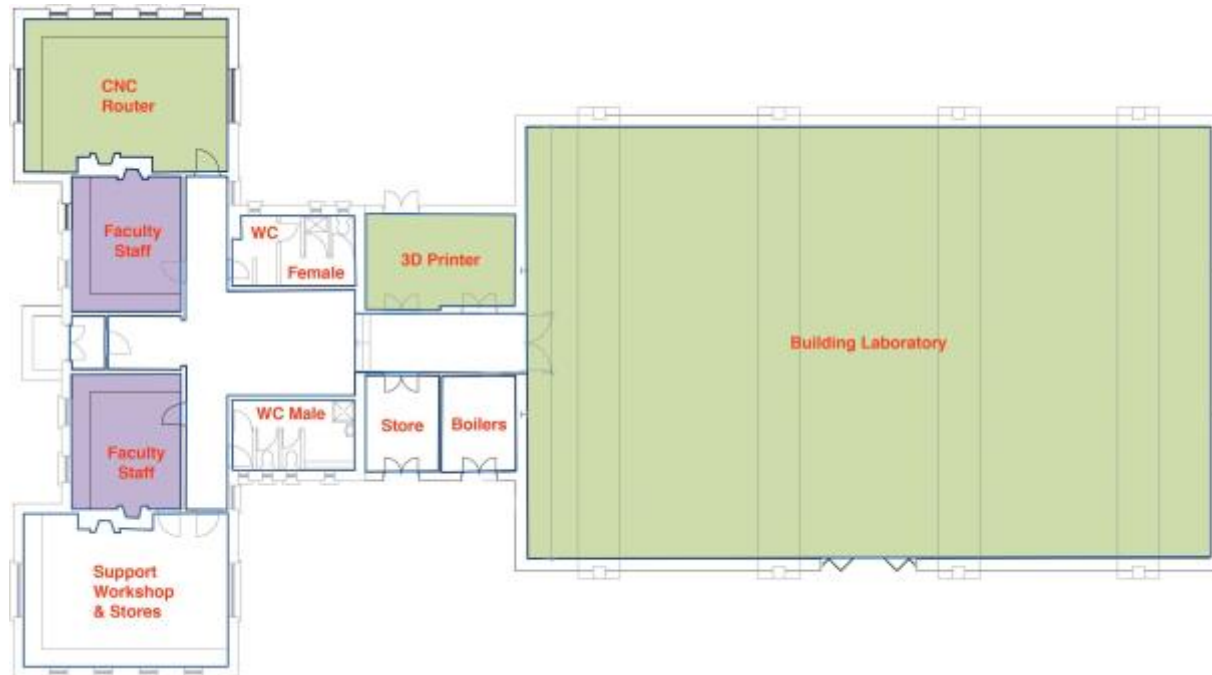 CNC
Router
Faculty
Staff
WC
Female
3D Printer
Building Laboratory
WC Male
Store
Boilers
Faculty
Staff
Support
Workshop
& Stores